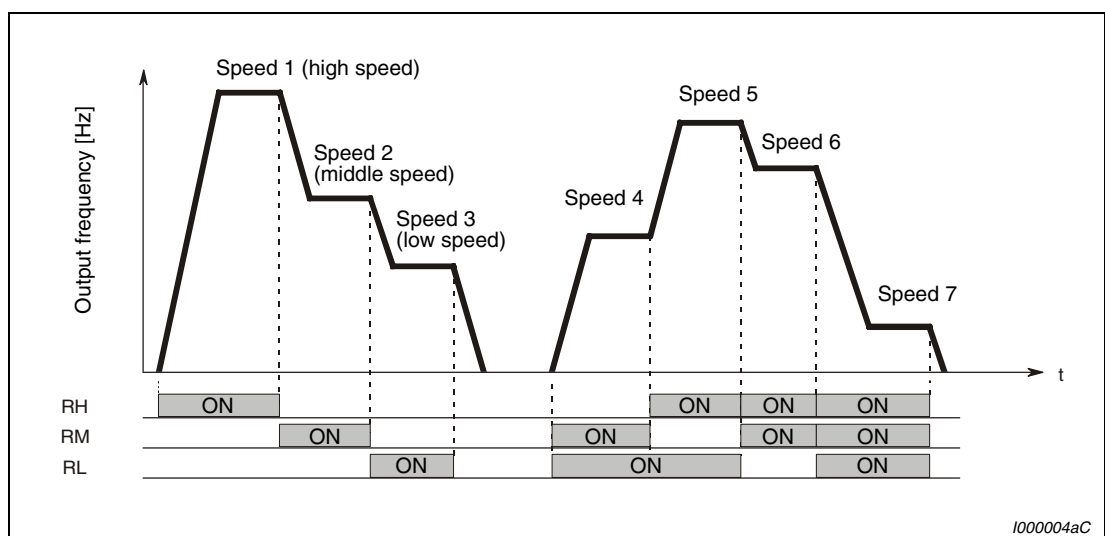 Speed 1 (high speed)
Speed 5
Speed 6
Speed 2
(middle speed)
Speed 4
Speed 3
(low speed)
Speed 7
Output frequency [Hz]
t
RH
ON
ON
ON
ON
RM
ON
ON
ON
ON
RL
ON
ON
ON
I000004aC